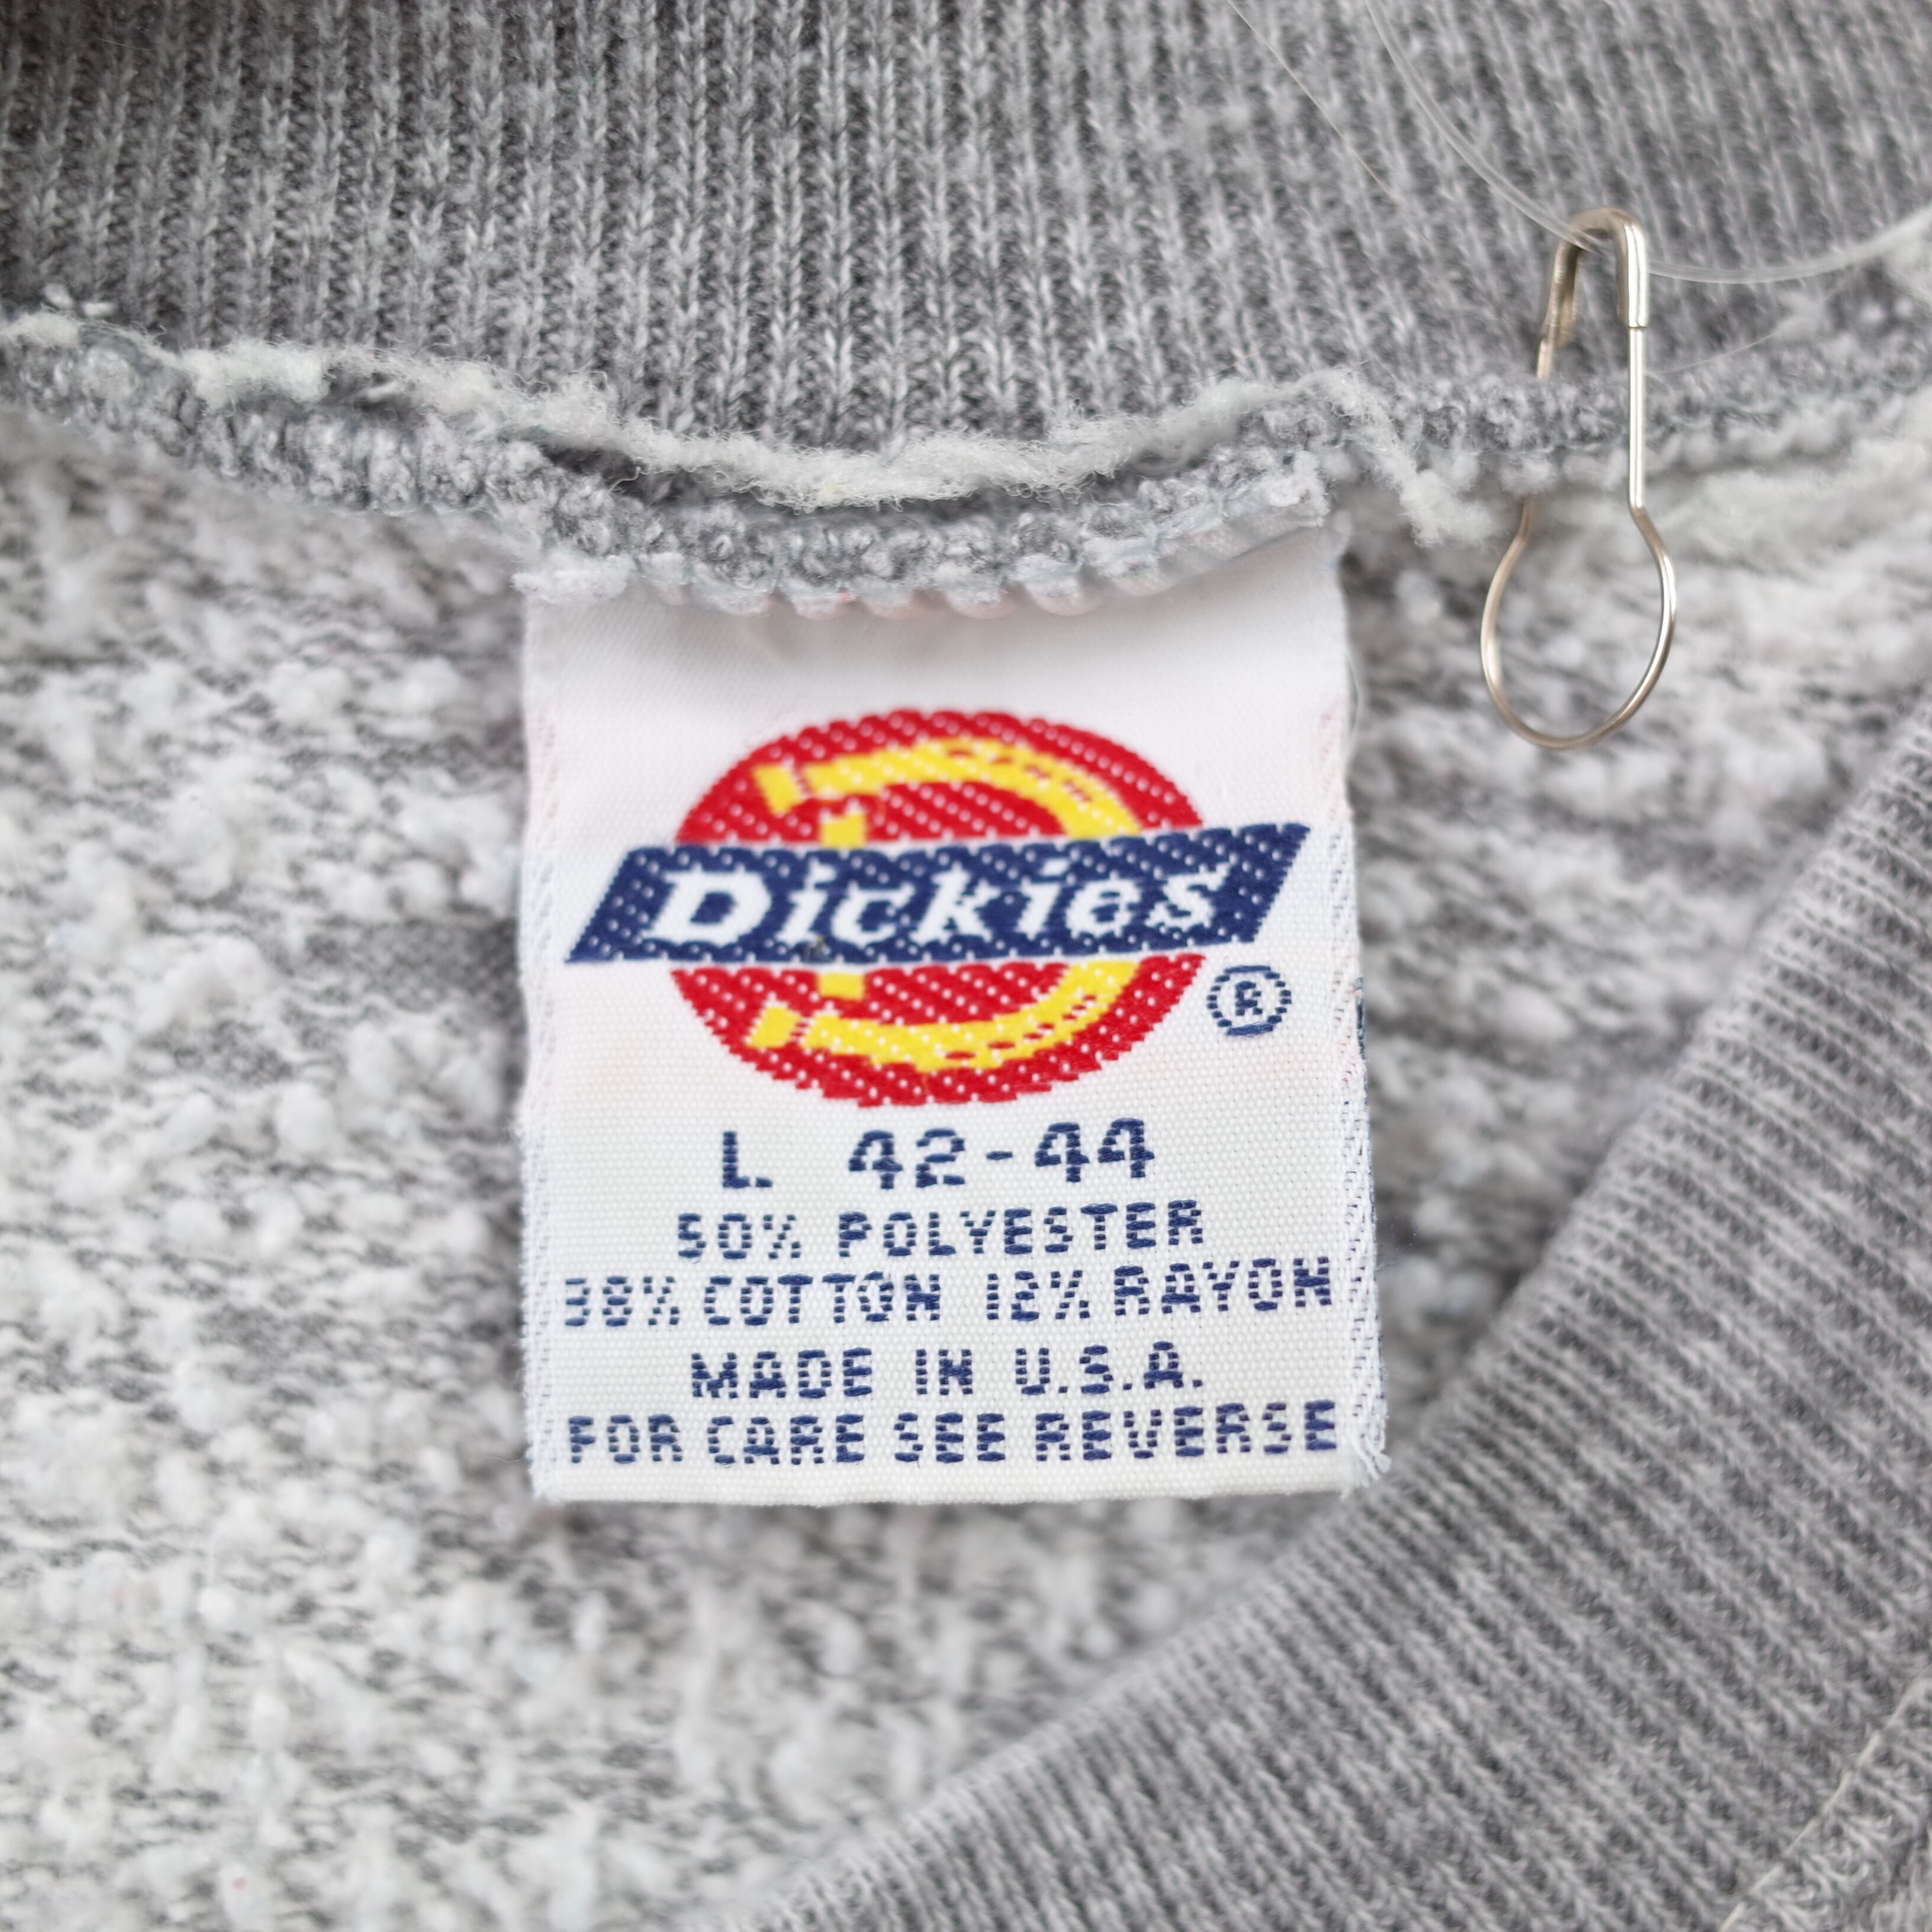 Dickies
®
L 42-44
50% POLYESTER
38% COTTON 12% RAYON
MADE IN U.S.A.
FOR CARE SEE REVERSE